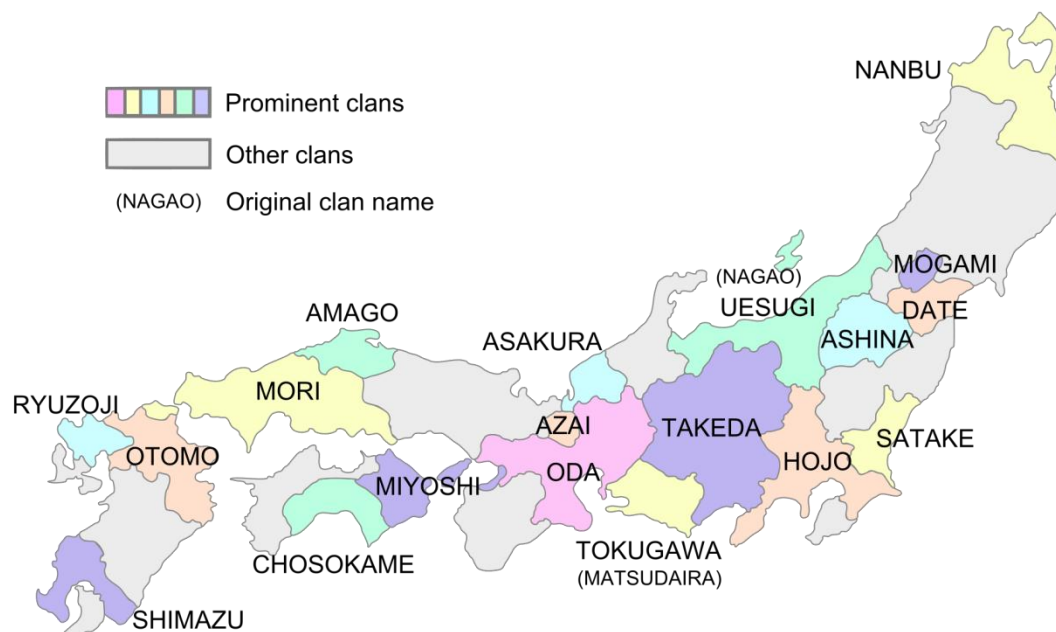 NANBU
Prominent clans
Other clans
(NAGAO) Original clan name
(NAGAO)
UESUGI
MOGAMI
DATE
ASHINA
AMAGO
ASAKURA
MORI
RYUZOJI
OTOMO
AZAI
TAKEDA
SATAKE
HOJO
ODA
MIYOSHI
CHOSOKAME
TOKUGAWA
(MATSUDAIRA)
SHIMAZU